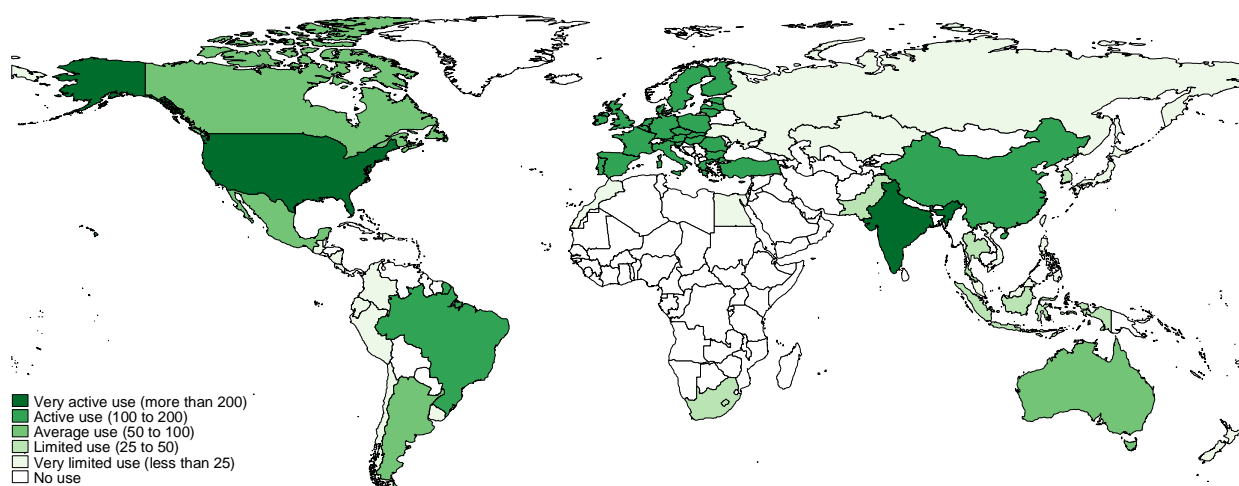 Very active use (more than 200)
Active use (100 to 200)
Average use (50 to 100)
Limited use (25 to 50)
Very limited use (less than 25)
No use